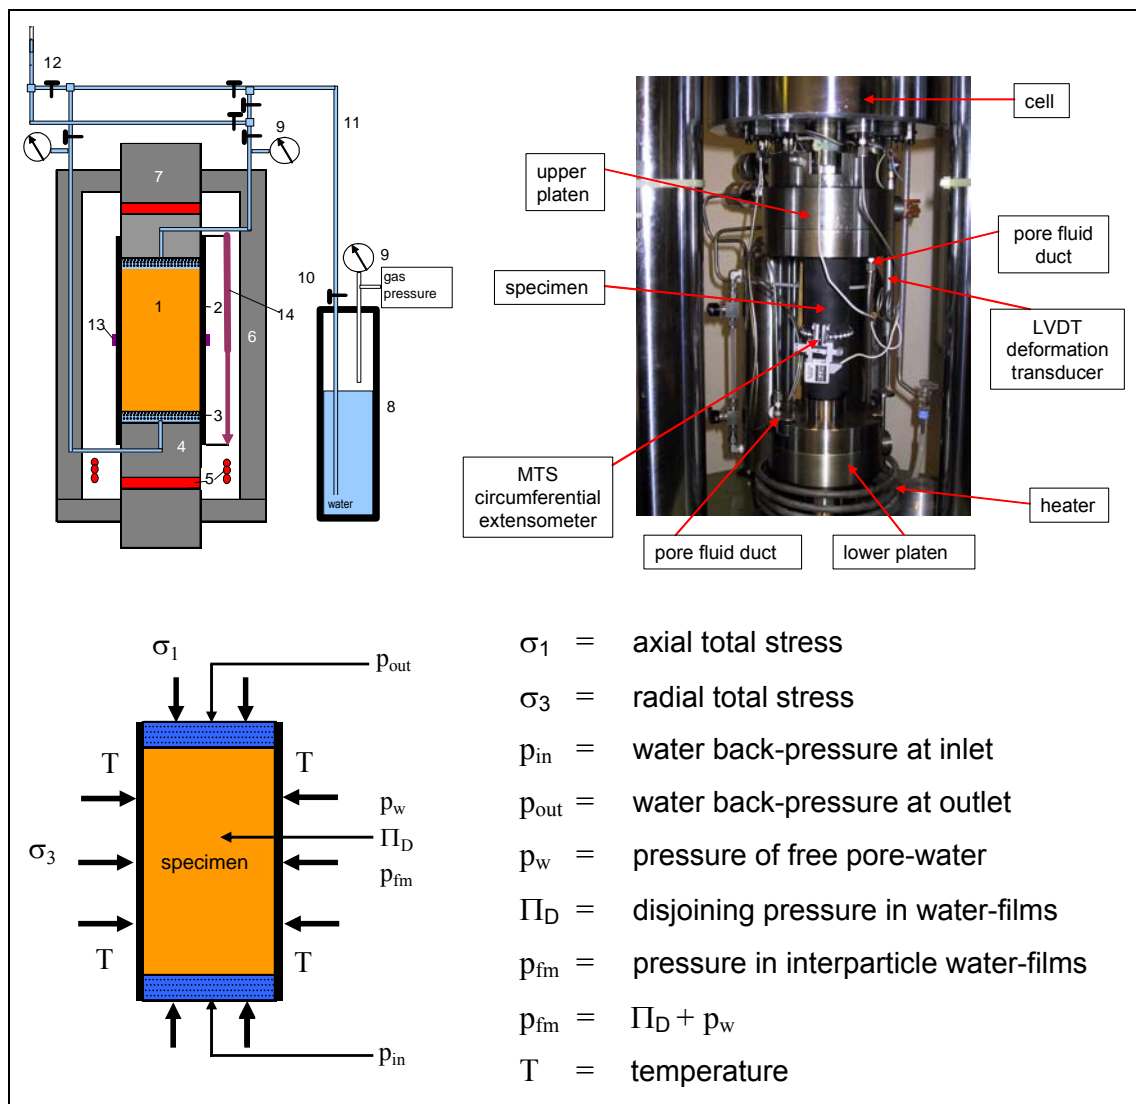 12
11
9
9
7
10
gas
pressure
1
2
14
13
6
8
3
4
5
water
cell
upper
platen
pore fluid
duct
specimen
LVDT
deformation
transducer
MTS
circumferential
extensometer
heater
pore fluid duct
lower platen
σ1
pout
T
T
pw
ΠD
σ3
specimen
pfm
T
T
pin
σ1 = axial total stress
σ3 = radial total stress
pin = water back-pressure at inlet
pout = water back-pressure at outlet
pw = pressure of free pore-water
ΠD = disjoining pressure in water-films
pfm = pressure in interparticle water-films
pfm = ΠD + pw
T = temperature